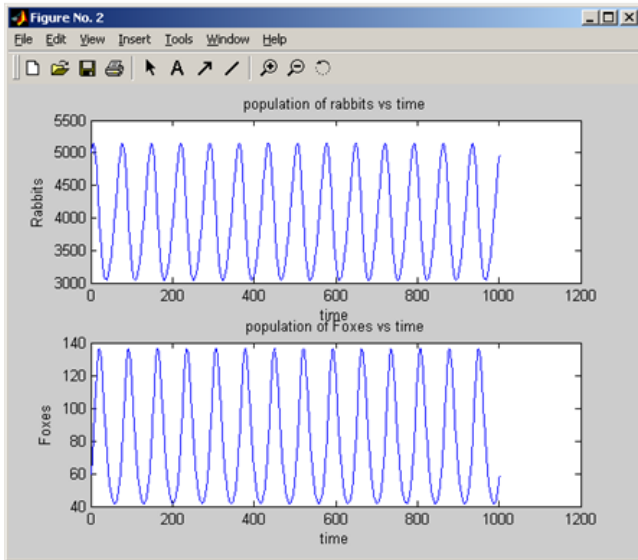 Figure No. 2
File Edit View Insert Tools Window Help
A
population of rabbits vs time
5500
5000
4500
4000
3500
3000
Rabbits
0 200 400 600 800 1000 1200
time
population of Foxes vs time
140
120
100
80
60
40
Foxes
0 200 400 600 800 1000 1200
time